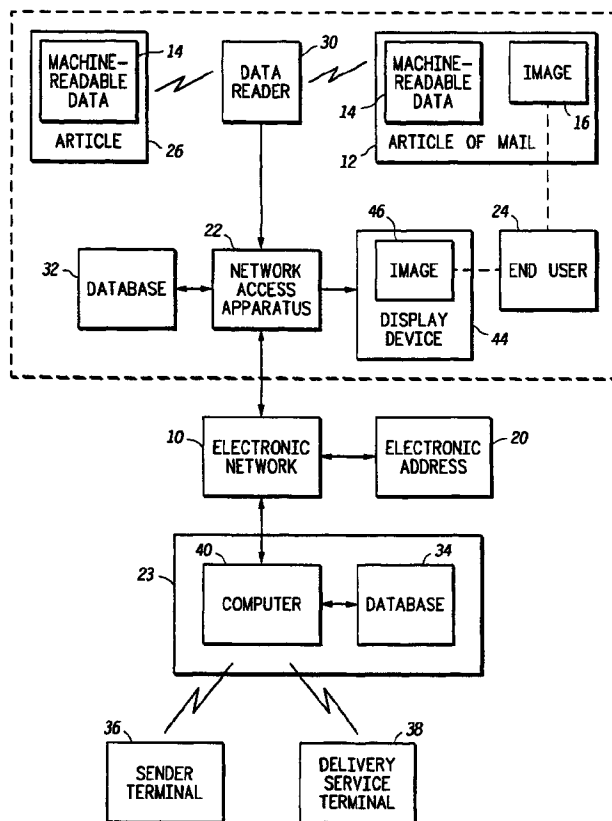 14
MACHINE-
READABLE
DATA
ARTICLE
26
30
DATA
READER
MACHINE-
READABLE
DATA
14
IMAGE
16
ARTICLE OF MAIL
12
32
DATABASE
22
NETWORK
ACCESS
APPARATUS
46
IMAGE
DISPLAY
DEVICE
44
24
END USER
10
ELECTRONIC
NETWORK
20
ELECTRONIC
ADDRESS
23
40
COMPUTER
34
DATABASE
36
SENDER
TERMINAL
38
DELIVERY
SERVICE
TERMINAL